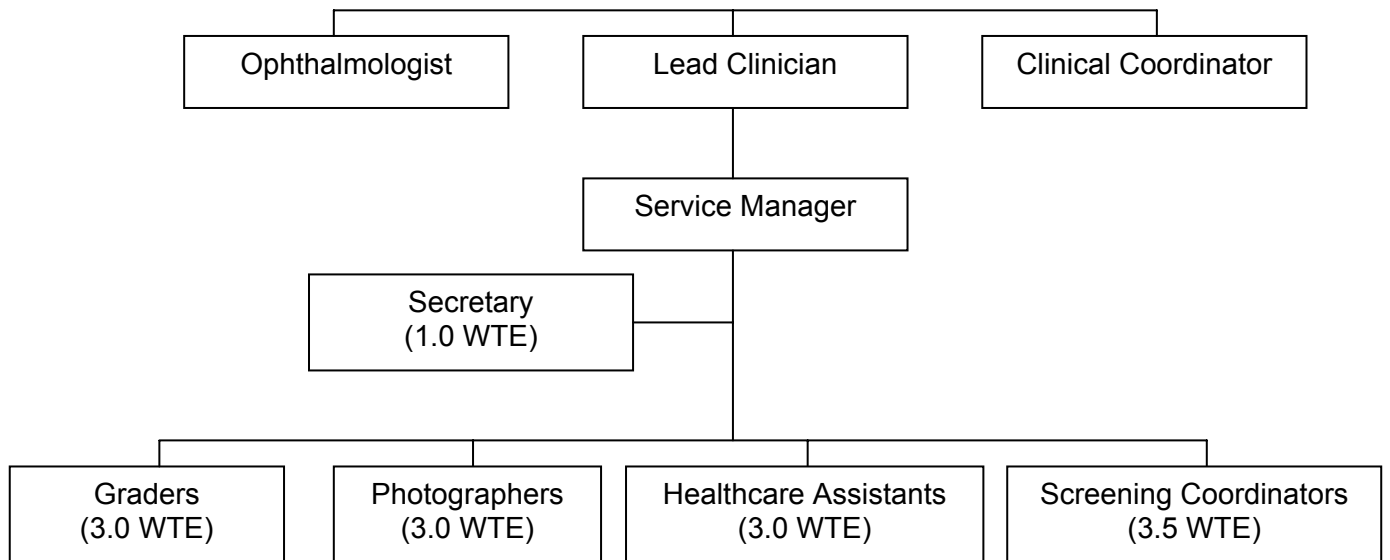 Ophthalmologist
Lead Clinician
Clinical Coordinator
Service Manager
Secretary
(1.0 WTE)
Graders
(3.0 WTE)
Photographers
(3.0 WTE)
Healthcare Assistants
(3.0 WTE)
Screening Coordinators
(3.5 WTE)